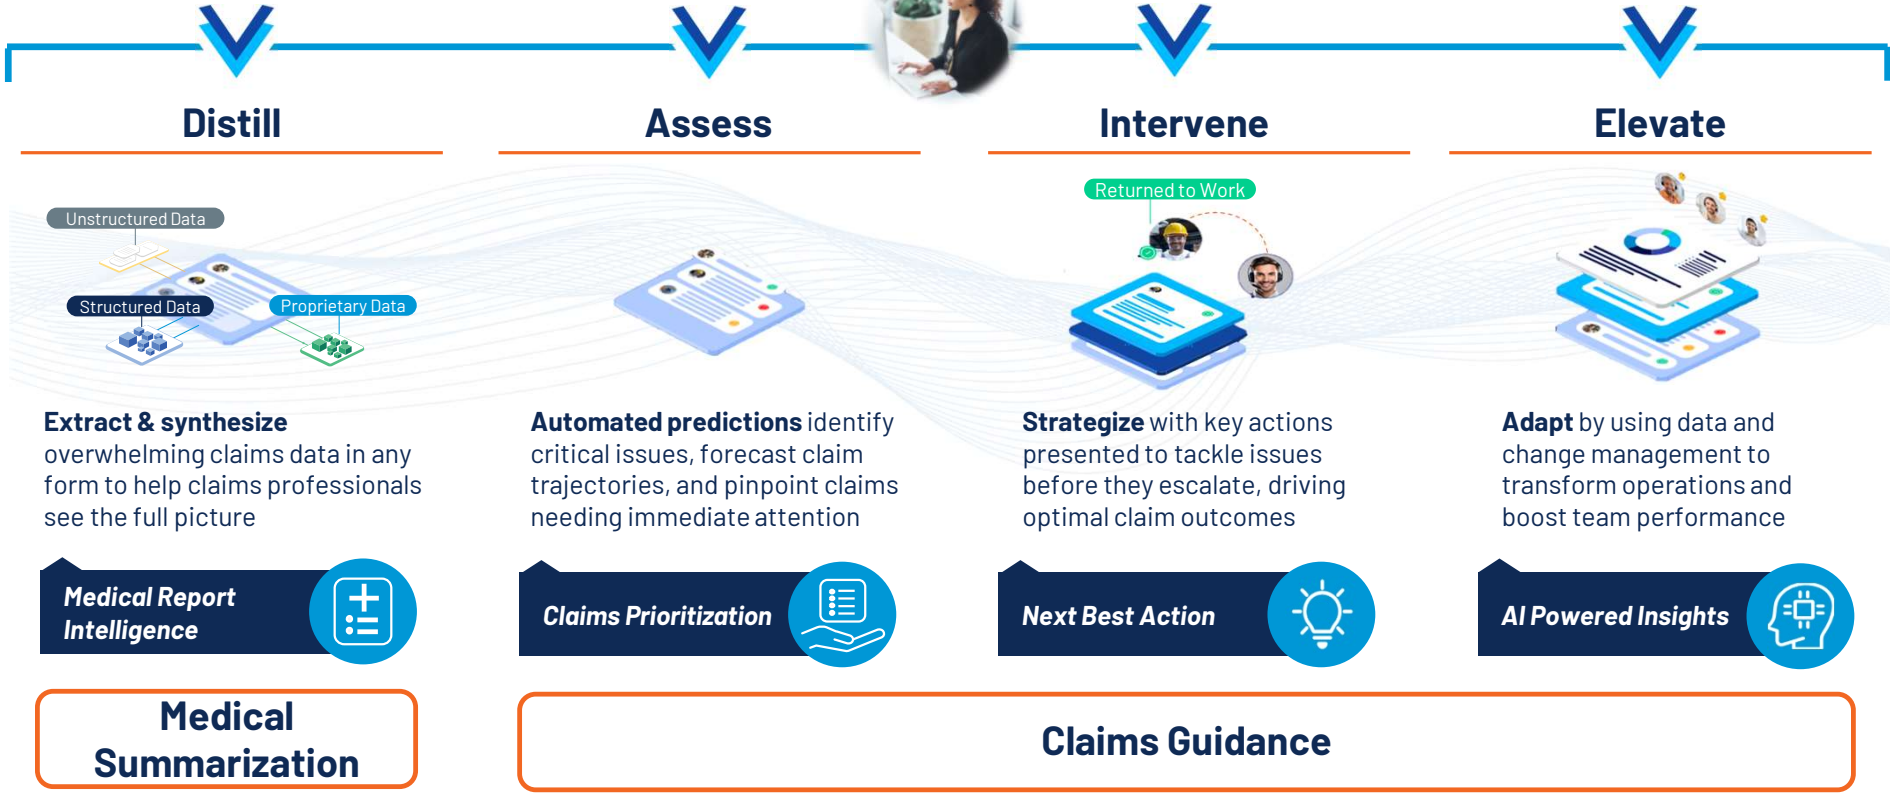 Distill
Assess
Intervene
Elevate
Unstructured Data
Structured Data
Proprietary Data
Returned to Work
Extract & synthesize
overwhelming claims data in any
form to help claims professionals
see the full picture
Automated predictions identify
critical issues, forecast claim
trajectories, and pinpoint claims
needing immediate attention
Strategize with key actions
presented to tackle issues
before they escalate, driving
optimal claim outcomes
Adapt by using data and
change management to
transform operations and
boost team performance
Medical Report
Intelligence
Claims Prioritization
Next Best Action
AI Powered Insights
Medical
Summarization
Claims Guidance